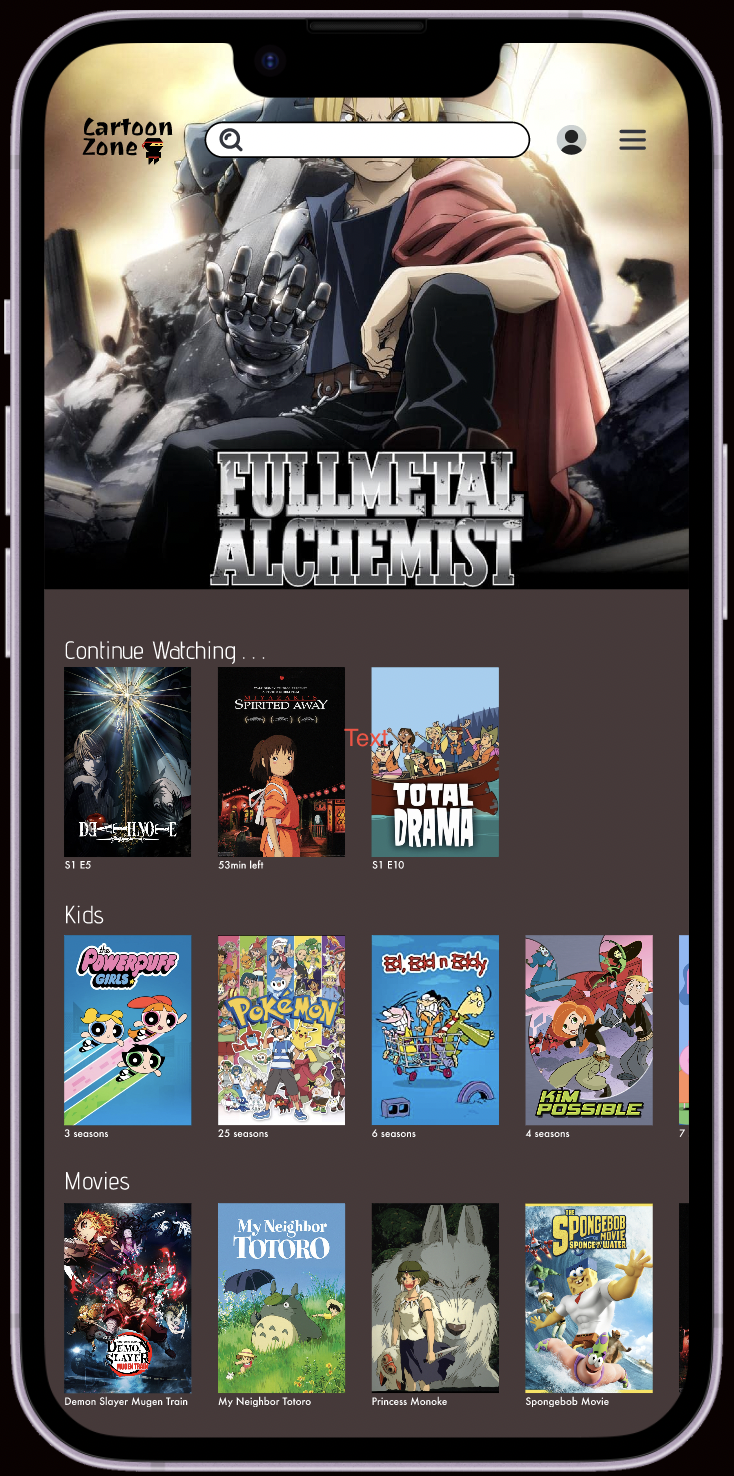 Cartoon
Zone
FULLMETAL
ALCHEMIST
Continue Watching . . .
MIYAZAKI'S
SPIRITED AWAY
Text
DEATH NOTE
TOTAL
DRAMA
S1 E5
53min left
S1 E10
Kids
the
POWERPUFF
GIRLS
POKéMON
Ed, Edd n Eddy
KIM
POSSIBLE
3 seasons
25 seasons
6 seasons
4 seasons
7
Movies
My Neighbor
TOTORO
THE
SPONGEBOB
MOVIE
SPONGE OUT OF WATER
DEMON
SLAYER
MUGEN TRAIN
Demon Slayer Mugen Train
My Neighbor Totoro
Princess Monoke
Spongebob Movie